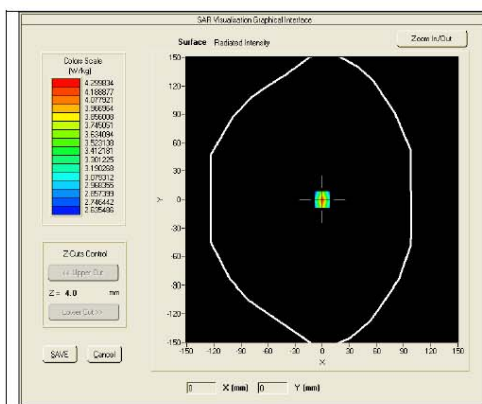 SAR Visualisation Graphical Interface
Surface Radiated Intensity
Zoom In/Out
Colors Scale
(W/kg)
4.299834
4.188877
4.077921
3.966964
3.856008
3.745051
3.634094
3.523138
3.412181
3.301225
3.190268
3.079312
2.968355
2.857399
2.746442
2.635486
Z Cuts Control
<< Upper Cut
Z = 4.0 mm
Lower Cut >>
SAVE Cancel
150
120
90
60
30
0
-30
-60
-90
-120
-150
Y
-150 -120 -90 -60 -30 0 30 60 90 120 150
X
0 X (mm) 0 Y (mm)